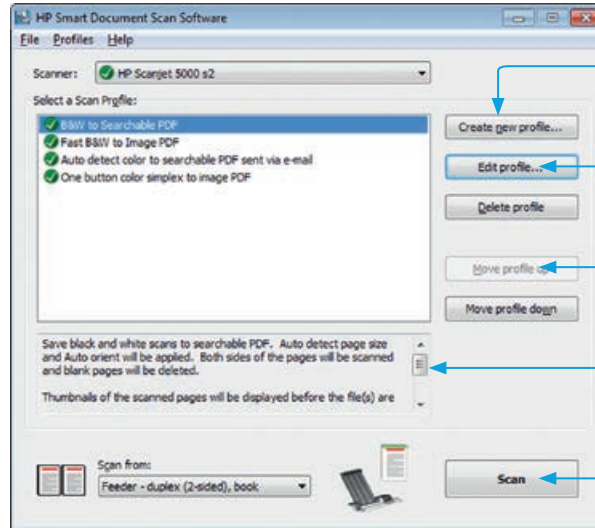 HP Smart Document Scan Software
File Profiles Help
Scanner: HP Scanjet 5000 s2
Select a Scan Profile:
B&W to Searchable PDF
Fast B&W to Image PDF
Auto detect color to searchable PDF sent via e-mail
One button color simplex to image PDF
Create new profile...
Edit profile...
Delete profile
Move profile up
Move profile down
Save black and white scans to searchable PDF. Auto detect page size
and Auto orient will be applied. Both sides of the pages will be scanned
and blank pages will be deleted.
Thumbnails of the scanned pages will be displayed before the file(s) are
Scan from:
Feeder - duplex (2-sided), book
Scan